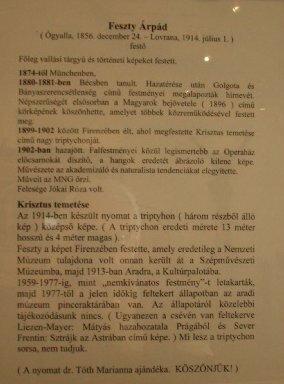 Feszty Árpád
( Ógyalla, 1856. december 24. – Lovrana, 1914. július 1. )
festő
Főleg vallási tárgyú és történeti képeket festett.
1874-től Münchenben,
1880-1881-ben Bécsben tanult. Hazatérése után Golgota és
Bányaszerencsétlenség című festményei megalapozták hírnevét.
Népszerűségét elsősorban a Magyarok bejövetele ( 1896 ) című
körképének köszönhette, amelyet többek közreműködésével festett
meg.
1899-1902 között Firenzében élt, ahol megfestette Krisztus temetése
című nagy triptychonját.
1902-ban hazajött. Falfestményei közül legismertebb az Operaház
előcsarnokát díszítő, a hangok eredetét ábrázoló kilenc képe.
Művészete az akadémizáló és naturalista tendenciákat elegyítette.
Műveit az MNG őrzi.
Felesége Jókai Róza volt.
Krisztus temetése
Az 1914-ben készült nyomat a triptyhon ( három részből álló
kép ) középső képe. ( A triptychon eredeti mérete 13 méter
hosszú és 4 méter magas ).
Feszty a képet Firenzében festette, amely eredetileg a Nemzeti
Múzeum tulajdona volt onnan került át a Szépművészeti
Múzeumba, majd 1913-ban Aradra, a Kultúrpalotába.
1959-1977-ig, mint „nemkívánatos festmény"-t letakarták,
majd 1977-től a jelen időkig feltekert állapotban az aradi
múzeum pinceraktárában van. Az állapotáról közelebbi
tájékozódásunk nincs. ( Ugyanezen a csévén van feltekerve
Liezen-Mayer: Mátyás hazahozatala Prágából és Sever
Frentin: Sztrájk az Astrában című képe. ) Mi lesz a triptychon
sorsa, nem tudjuk.
( A nyomat dr. Tóth Marianna ajándéka. KÖSZÖNJÜK! )